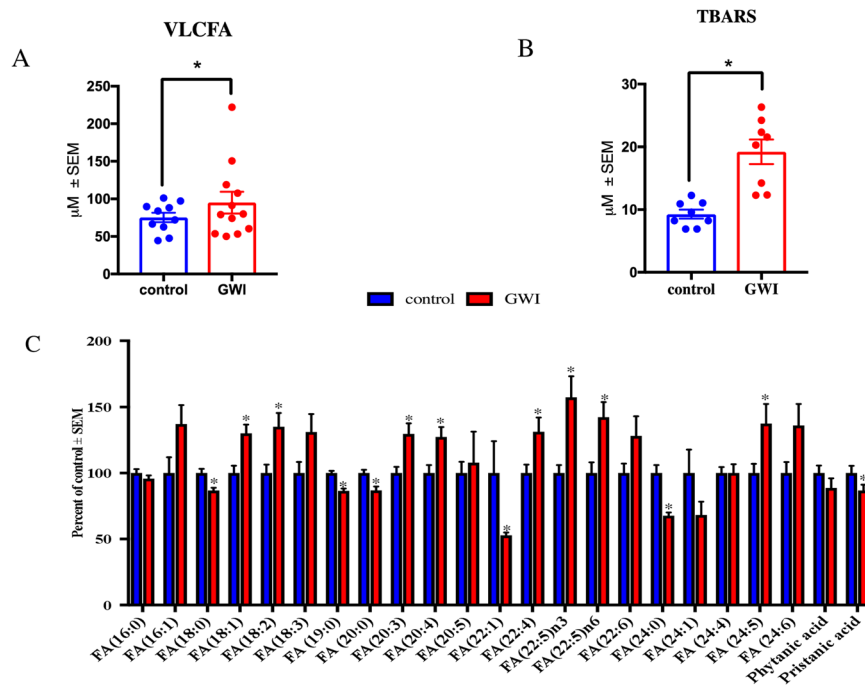 VLCFA
TBARS
A
B
*
*
250
200
150
100
50
0
μM ± SEM
control
GWI
30
20
10
0
μM ± SEM
control
GWI
control
GWI
C
200
150
100
50
0
Percent of control ± SEM
* * * * * * * * * * * * * *
FA(16:0)
FA(16:1)
FA(18:0)
FA(18:1)
FA(18:2)
FA(18:3)
FA (19:0)
FA (20:0)
FA(20:3)
FA(20:4)
FA(20:5)
FA(22:1)
FA(22:4)
FA(22:5)n3
FA(22:5)n6
FA(22:6)
FA(24:0)
FA(24:1)
FA(24:4)
FA (24:5)
FA (24:6)
Phytanic acid
Pristanic acid